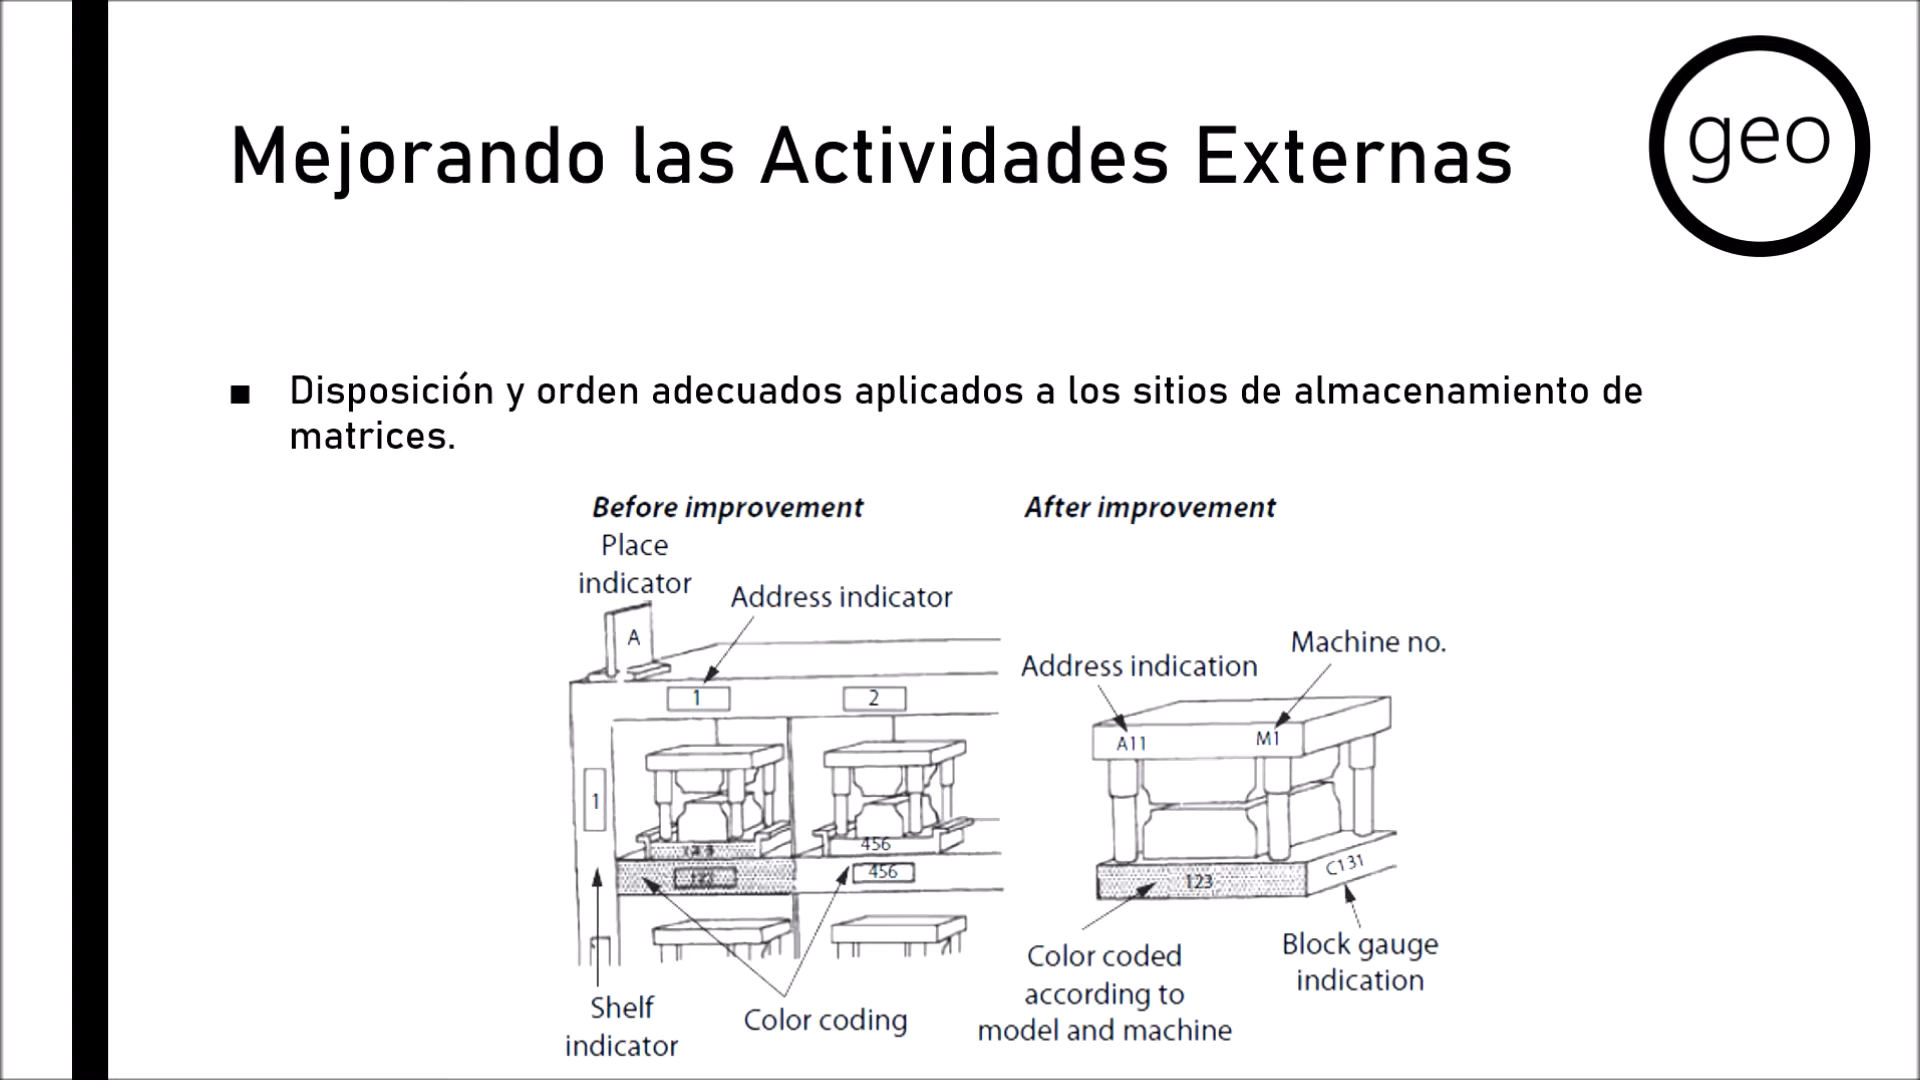 Mejorando las Actividades Externas
geo
■ Disposición y orden adecuados aplicados a los sitios de almacenamiento de
matrices.
Before improvement
Place
indicator
Address indicator
A
1
2
1
456
456
Shelf
indicator
Color coding
After improvement
Machine no.
Address indication
A11
M1
123
C131
Color coded
according to
model and machine
Block gauge
indication